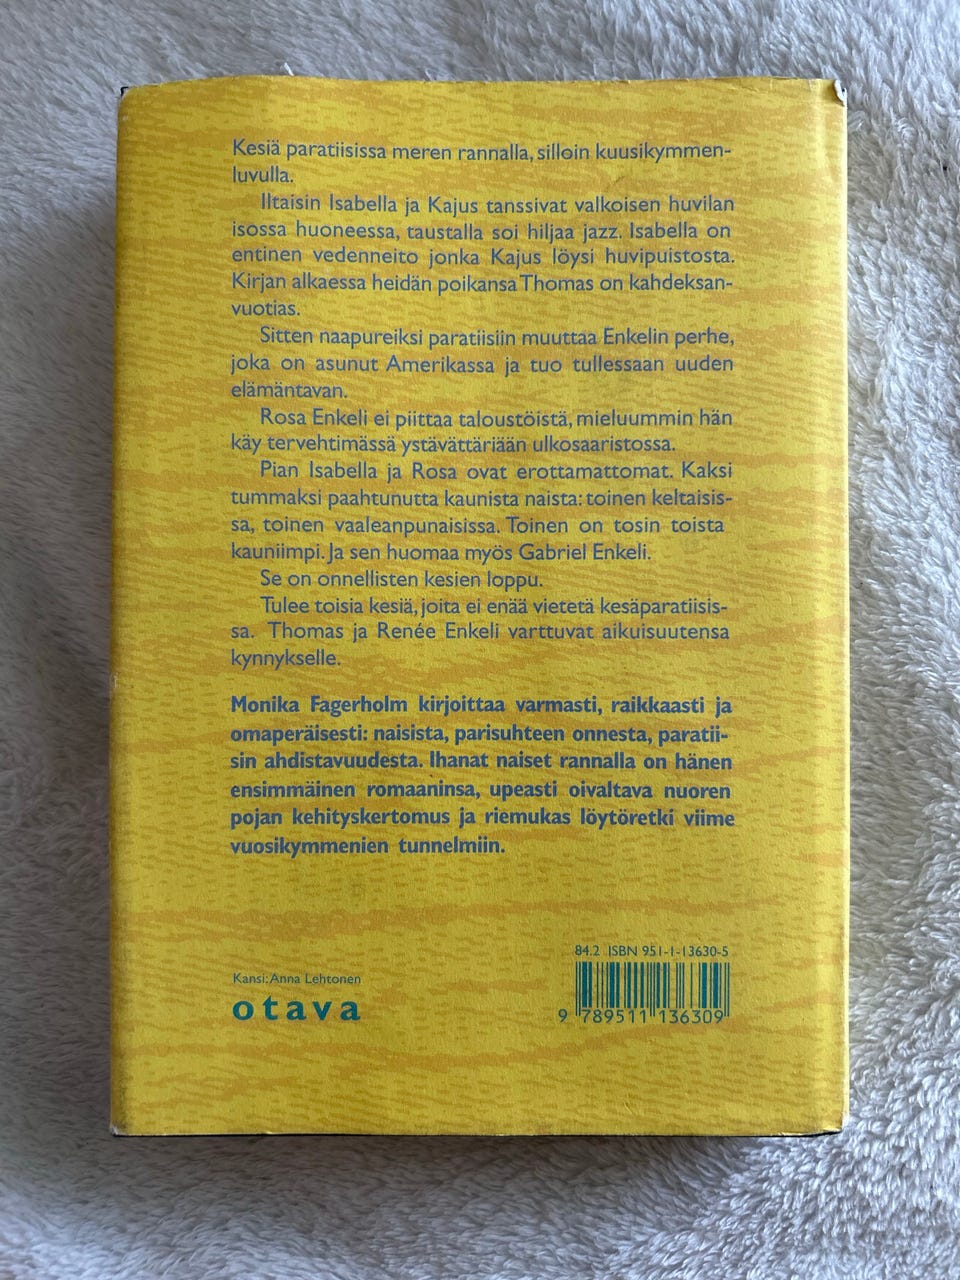 Kesiä paratiisissa meren rannalla, silloin kuusikymmen-
luvulla.
Iltaisin Isabella ja Kajus tanssivat valkoisen huvilan
isossa huoneessa, taustalla soi hiljaa jazz. Isabella on
entinen vedenneito jonka Kajus löysi huvipuistosta.
Kirjan alkaessa heidän poikansa Thomas on kahdeksan-
vuotias.
Sitten naapureiksi paratiisiin muuttaa Enkelin perhe,
joka on asunut Amerikassa ja tuo tullessaan uuden
elämäntavan.
Rosa Enkeli ei piittaa taloustöistä, mieluummin hän
käy tervehtimässä ystävättäriään ulkosaaristossa.
Pian Isabella ja Rosa ovat erottamattomat. Kaksi
tummaksi paahtunutta kaunista naista: toinen keltaisis-
sa, toinen vaaleanpunaisissa. Toinen on tosin toista
kauniimpi. Ja sen huomaa myös Gabriel Enkeli.
Se on onnellisten kesien loppu.
Tulee toisia kesiä, joita ei enää vietetä kesäparatiisis-
sa. Thomas ja Renée Enkeli varttuvat aikuisuutensa
kynnykselle.
Monika Fagerholm kirjoittaa varmasti, raikkaasti ja
omaperäisesti: naisista, parisuhteen onnesta, paratii-
sin ahdistavuudesta. Ihanat naiset rannalla on hänen
ensimmäinen romaaninsa, upeasti oivaltava nuoren
pojan kehityskertomus ja riemukas löytöretki viime
vuosikymmenien tunnelmiin.
84.2 ISBN 951-1-13630-5
Kansi: Anna Lehtonen
otava
9 789511 136309